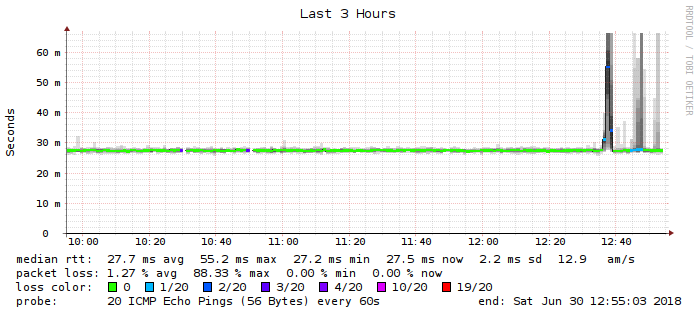 Last 3 Hours
RRDTOOL / TOBI OETIKER
Seconds
60 m
50 m
40 m
30 m
20 m
10 m
0
10:00 10:20 10:40 11:00 11:20 11:40 12:00 12:20 12:40
median rtt: 27.7 ms avg 55.2 ms max 27.2 ms min 27.5 ms now 2.2 ms sd 12.9 am/s
packet loss: 1.27 % avg 88.33 % max 0.00 % min 0.00 % now
loss color: 0 1/20 2/20 3/20 4/20 10/20 19/20
probe: 20 ICMP Echo Pings (56 Bytes) every 60s end: Sat Jun 30 12:55:03 2018